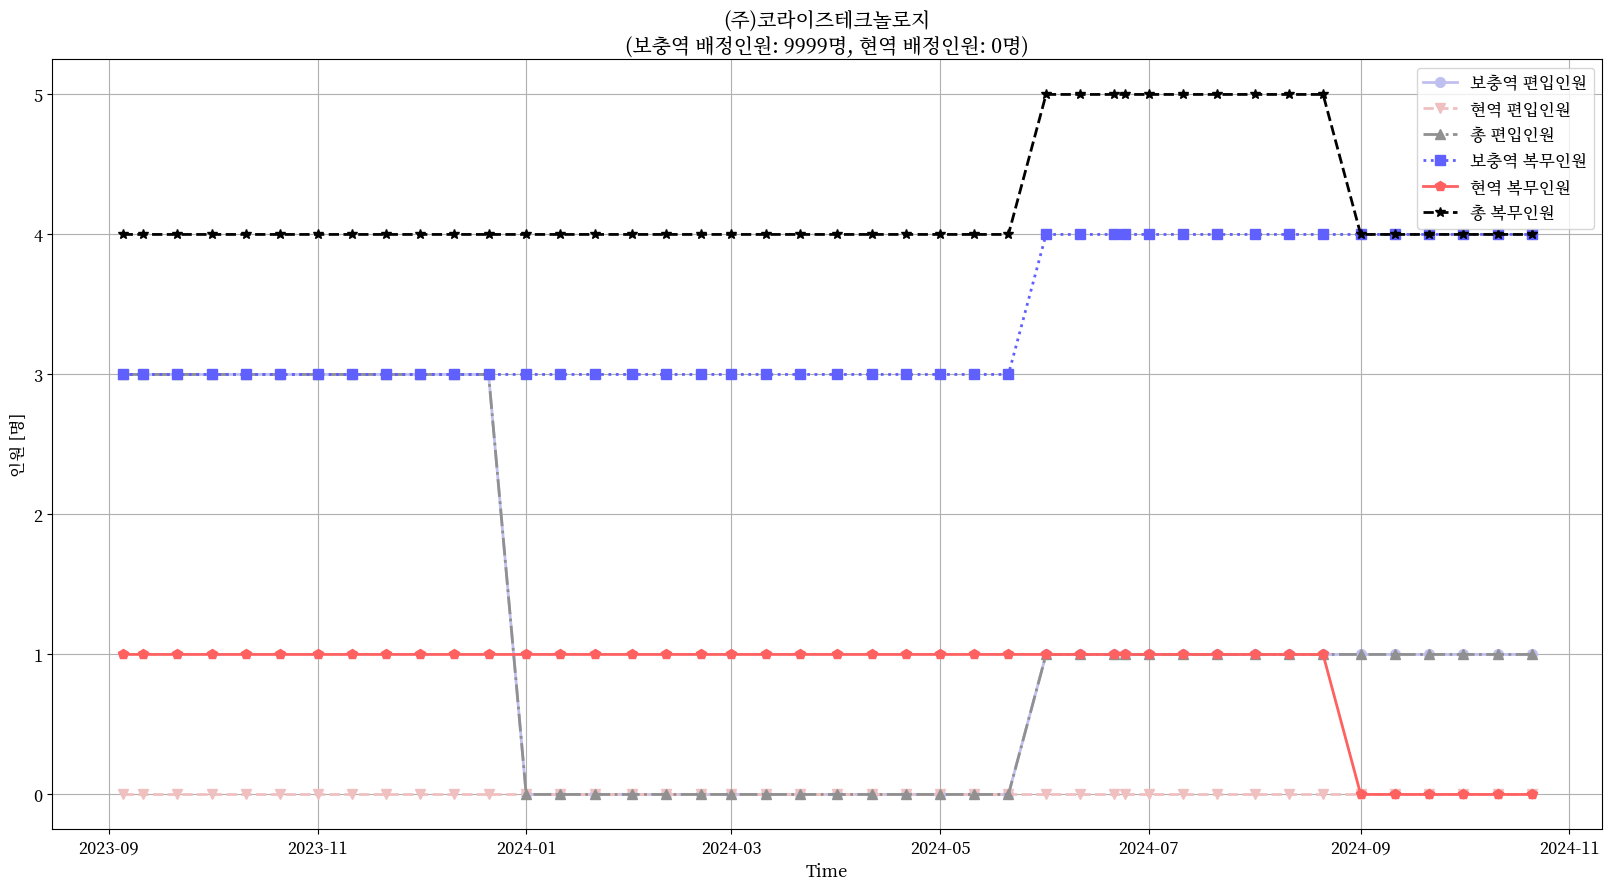 (주)코라이즈테크놀로지
(보충역 배정인원: 9999명, 현역 배정인원: 0명)
보충역 편입인원
현역 편입인원
총 편입인원
보충역 복무인원
현역 복무인원
총 복무인원
인원 [명]
5
4
3
2
1
0
2023-09
2023-11
2024-01
2024-03
2024-05
2024-07
2024-09
2024-11
Time